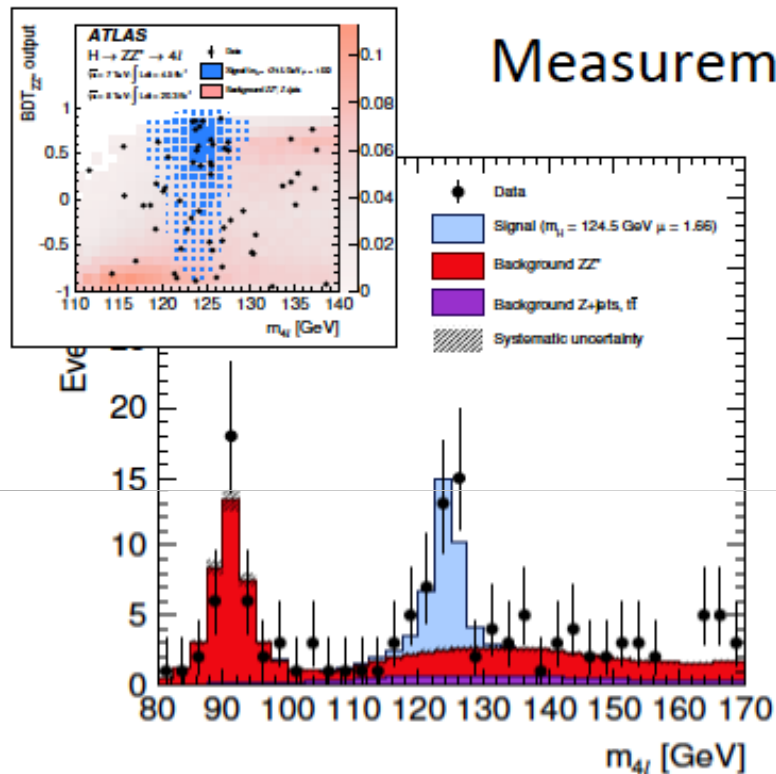 Measurem
ATLAS
H → ZZ* → 4l
Data
BDT_ZZ* output
1
0.5
0
-0.5
-1
110 115 120 125 130 135 140
m_4l [GeV]
0.1
0.08
0.06
0.04
0.02
0
Data
Signal (m_H = 124.5 GeV μ = 1.66)
Background ZZ*
Background Z+jets, tt̄
Systematic uncertainty
Eve
20
15
10
5
0
80 90 100 110 120 130 140 150 160 170
m_4l [GeV]